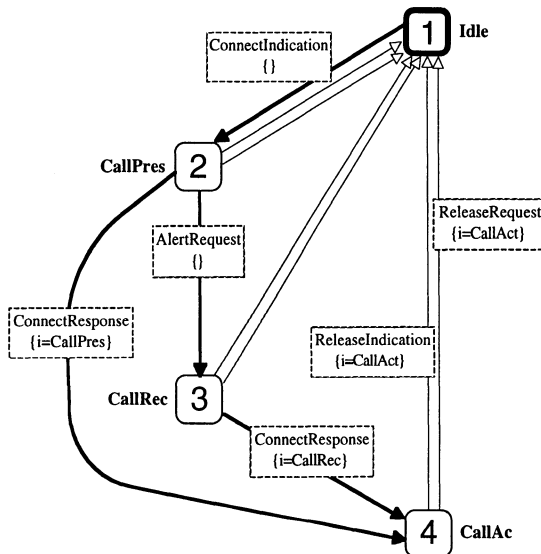 1
Idle
ConnectIndication
{}
CallPres
2
AlertRequest
{}
ReleaseRequest
{i=CallAct}
ConnectResponse
{i=CallPres}
ReleaseIndication
{i=CallAct}
CallRec
3
ConnectResponse
{i=CallRec}
4
CallAc